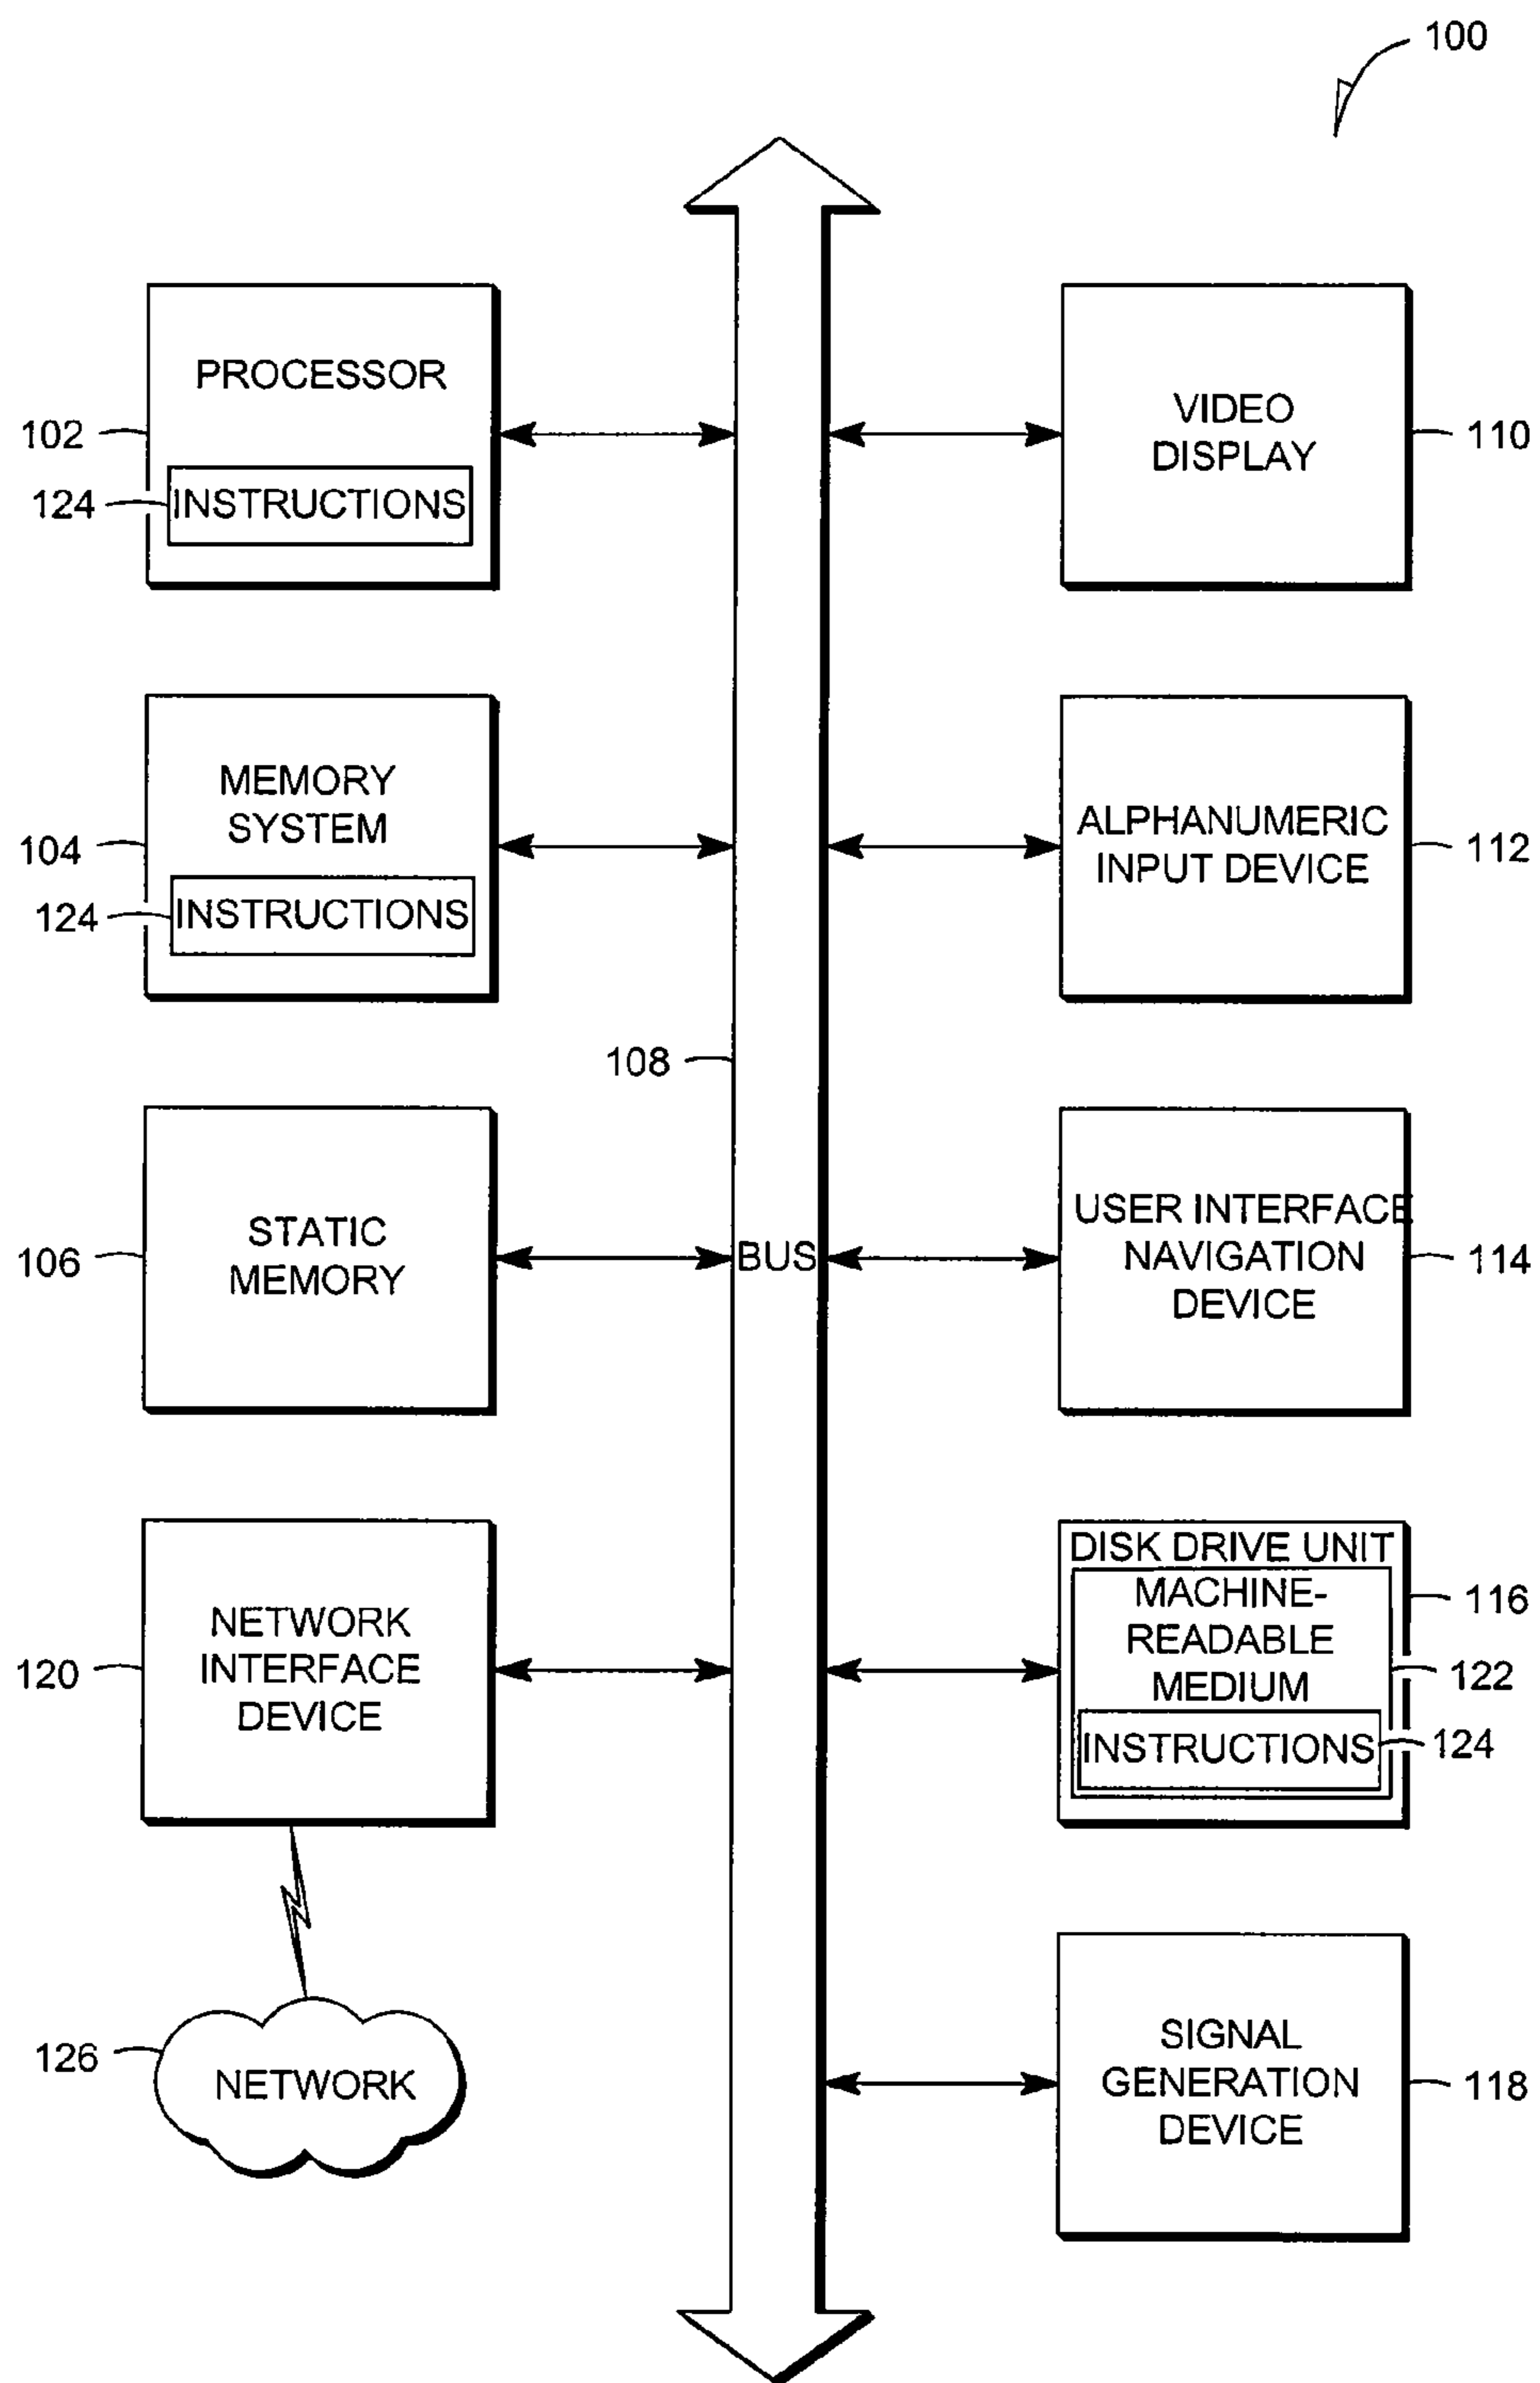 100
PROCESSOR
102
124
INSTRUCTIONS
VIDEO
DISPLAY
110
MEMORY
SYSTEM
104
124
INSTRUCTIONS
ALPHANUMERIC
INPUT DEVICE
112
108
STATIC
MEMORY
106
BUS
USER INTERFACE
NAVIGATION
DEVICE
114
NETWORK
INTERFACE
DEVICE
120
DISK DRIVE UNIT
MACHINE-
READABLE
MEDIUM
116
122
INSTRUCTIONS
124
126
NETWORK
SIGNAL
GENERATION
DEVICE
118